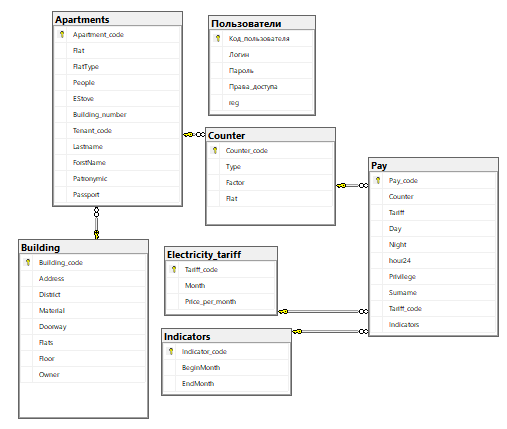 Apartments
Apartment_code
Flat
FlatType
People
EStove
Building_number
Tenant_code
Lastname
ForstName
Patronymic
Passport
Пользователи
Код_пользователя
Логин
Пароль
Права_доступа
reg
Counter
Counter_code
Type
Factor
Flat
Pay
Pay_code
Counter
Tariff
Day
Night
hour24
Privilege
Surname
Tariff_code
Indicators
Building
Building_code
Address
District
Material
Doorway
Flats
Floor
Owner
Electricity_tariff
Tariff_code
Month
Price_per_month
Indicators
Indicator_code
BeginMonth
EndMonth